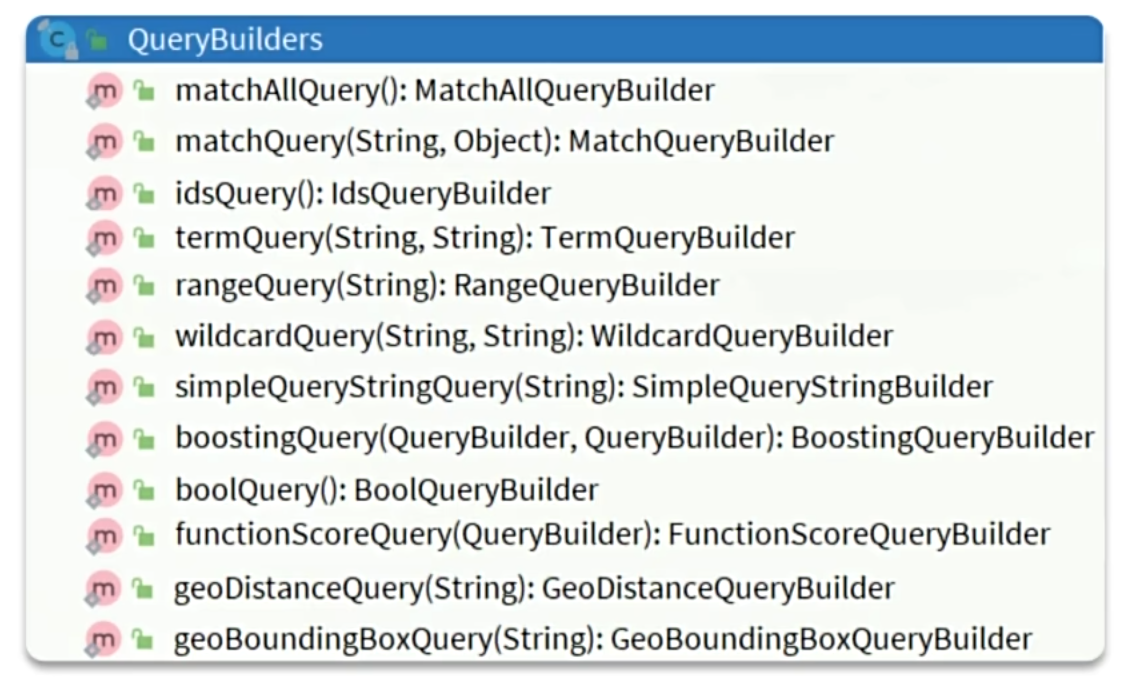 QueryBuilders
matchAllQuery(): MatchAllQueryBuilder
matchQuery(String, Object): MatchQueryBuilder
idsQuery(): IdsQueryBuilder
termQuery(String, String): TermQueryBuilder
rangeQuery(String): RangeQueryBuilder
wildcardQuery(String, String): WildcardQueryBuilder
simpleQueryStringQuery(String): SimpleQueryStringBuilder
boostingQuery(QueryBuilder, QueryBuilder): BoostingQueryBuilder
boolQuery(): BoolQueryBuilder
functionScoreQuery(QueryBuilder): FunctionScoreQueryBuilder
geoDistanceQuery(String): GeoDistanceQueryBuilder
geoBoundingBoxQuery(String): GeoBoundingBoxQueryBuilder